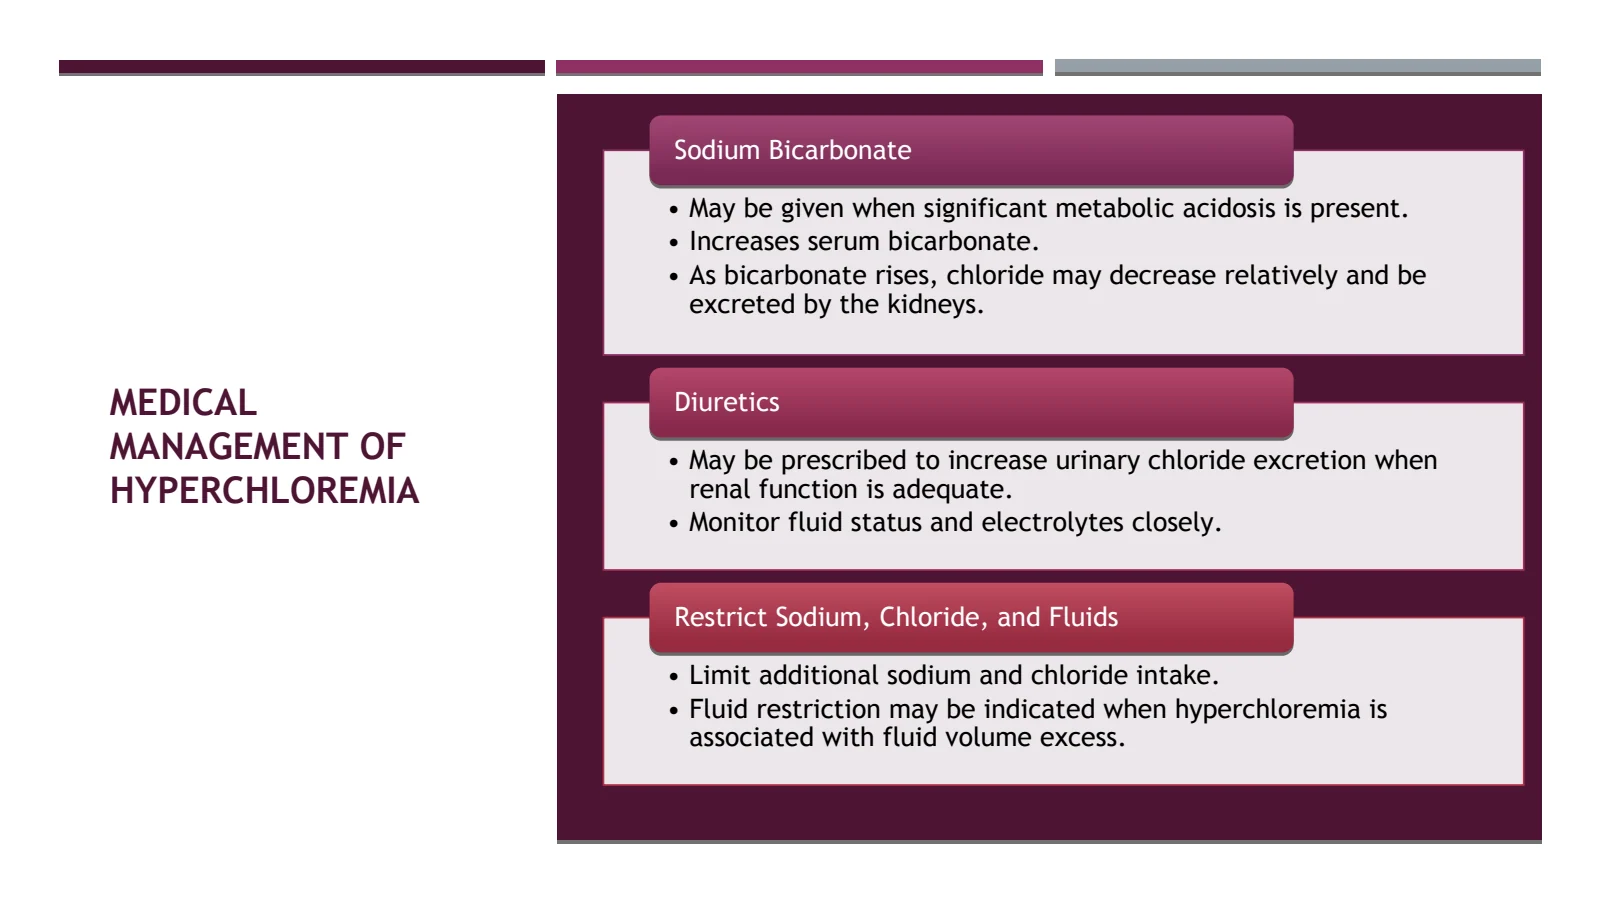 MEDICAL
MANAGEMENT OF
HYPERCHLOREMIA
Sodium Bicarbonate
• May be given when significant metabolic acidosis is present.
• Increases serum bicarbonate.
• As bicarbonate rises, chloride may decrease relatively and be
excreted by the kidneys.
Diuretics
• May be prescribed to increase urinary chloride excretion when
renal function is adequate.
• Monitor fluid status and electrolytes closely.
Restrict Sodium, Chloride, and Fluids
• Limit additional sodium and chloride intake.
• Fluid restriction may be indicated when hyperchloremia is
associated with fluid volume excess.